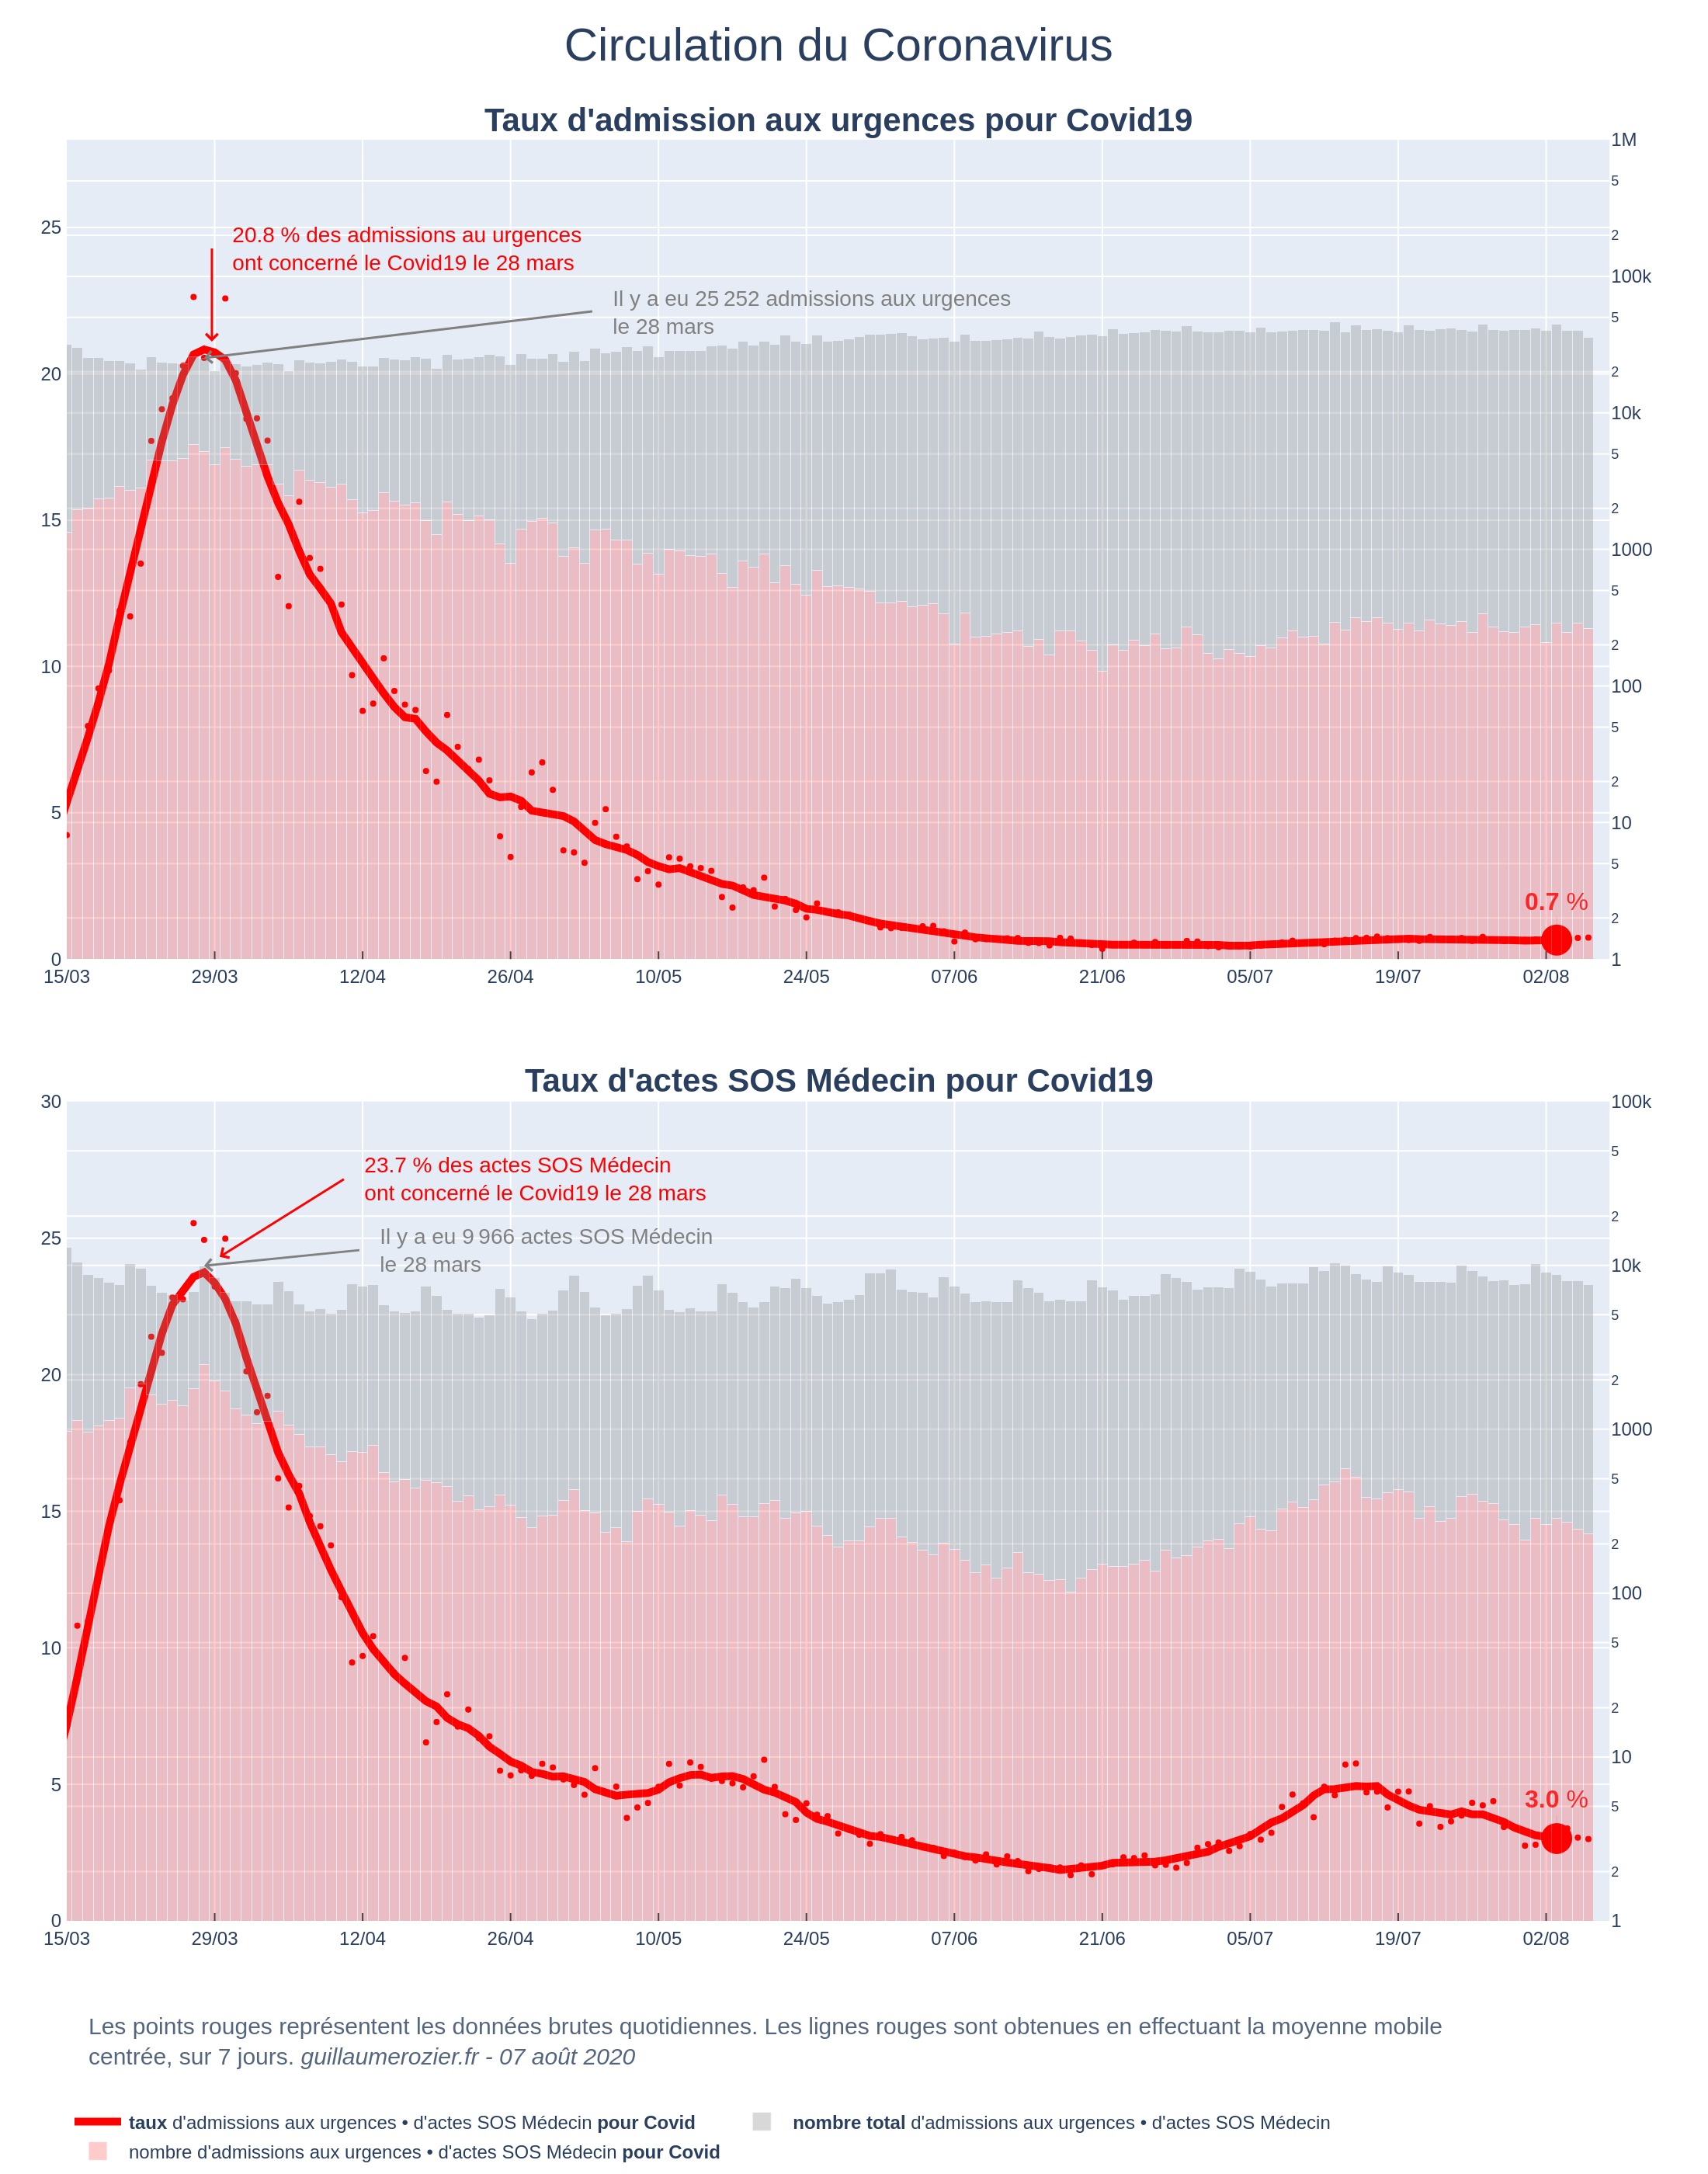 Circulation du Coronavirus
Taux d'admission aux urgences pour Covid19
1M
5
25
2
20.8 % des admissions au urgences
ont concerné le Covid19 le 28 mars
100k
Il y a eu 25 252 admissions aux urgences
le 28 mars
5
20
2
10k
5
15
2
1000
5
10
2
100
5
2
5
10
5
0.7 %
2
0
1
15/03 29/03 12/04 26/04 10/05 24/05 07/06 21/06 05/07 19/07 02/08
Taux d'actes SOS Médecin pour Covid19
30
100k
5
23.7 % des actes SOS Médecin
ont concerné le Covid19 le 28 mars
2
25
Il y a eu 9 966 actes SOS Médecin
le 28 mars
10k
5
20
2
1000
5
15
2
100
10
5
2
10
5
3.0 %
5
2
0
1
15/03 29/03 12/04 26/04 10/05 24/05 07/06 21/06 05/07 19/07 02/08
Les points rouges représentent les données brutes quotidiennes. Les lignes rouges sont obtenues en effectuant la moyenne mobile
centrée, sur 7 jours. guillaumerozier.fr - 07 août 2020
taux d'admissions aux urgences • d'actes SOS Médecin pour Covid
nombre total d'admissions aux urgences • d'actes SOS Médecin
nombre d'admissions aux urgences • d'actes SOS Médecin pour Covid